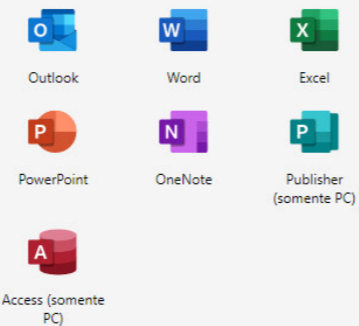 O
W
X
Outlook
Word
Excel
P
N
P
PowerPoint
OneNote
Publisher
(somente PC)
A
Access (somente
PC)